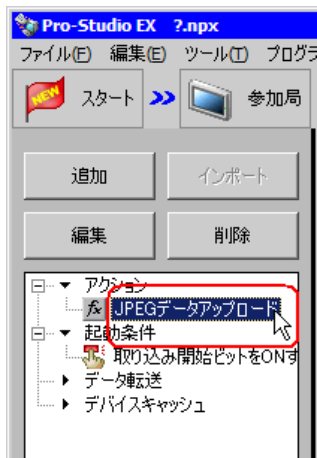 Pro-Studio EX ?.npx
ファイル(F) 編集(E) ツール(T) プログラ
NEW スタート >> 参加局
追加 インポート
編集 削除
アクション
fx JPEGデータアップロード
起動条件
取り込み開始ビットをONす
データ転送
デバイスキャッシュ